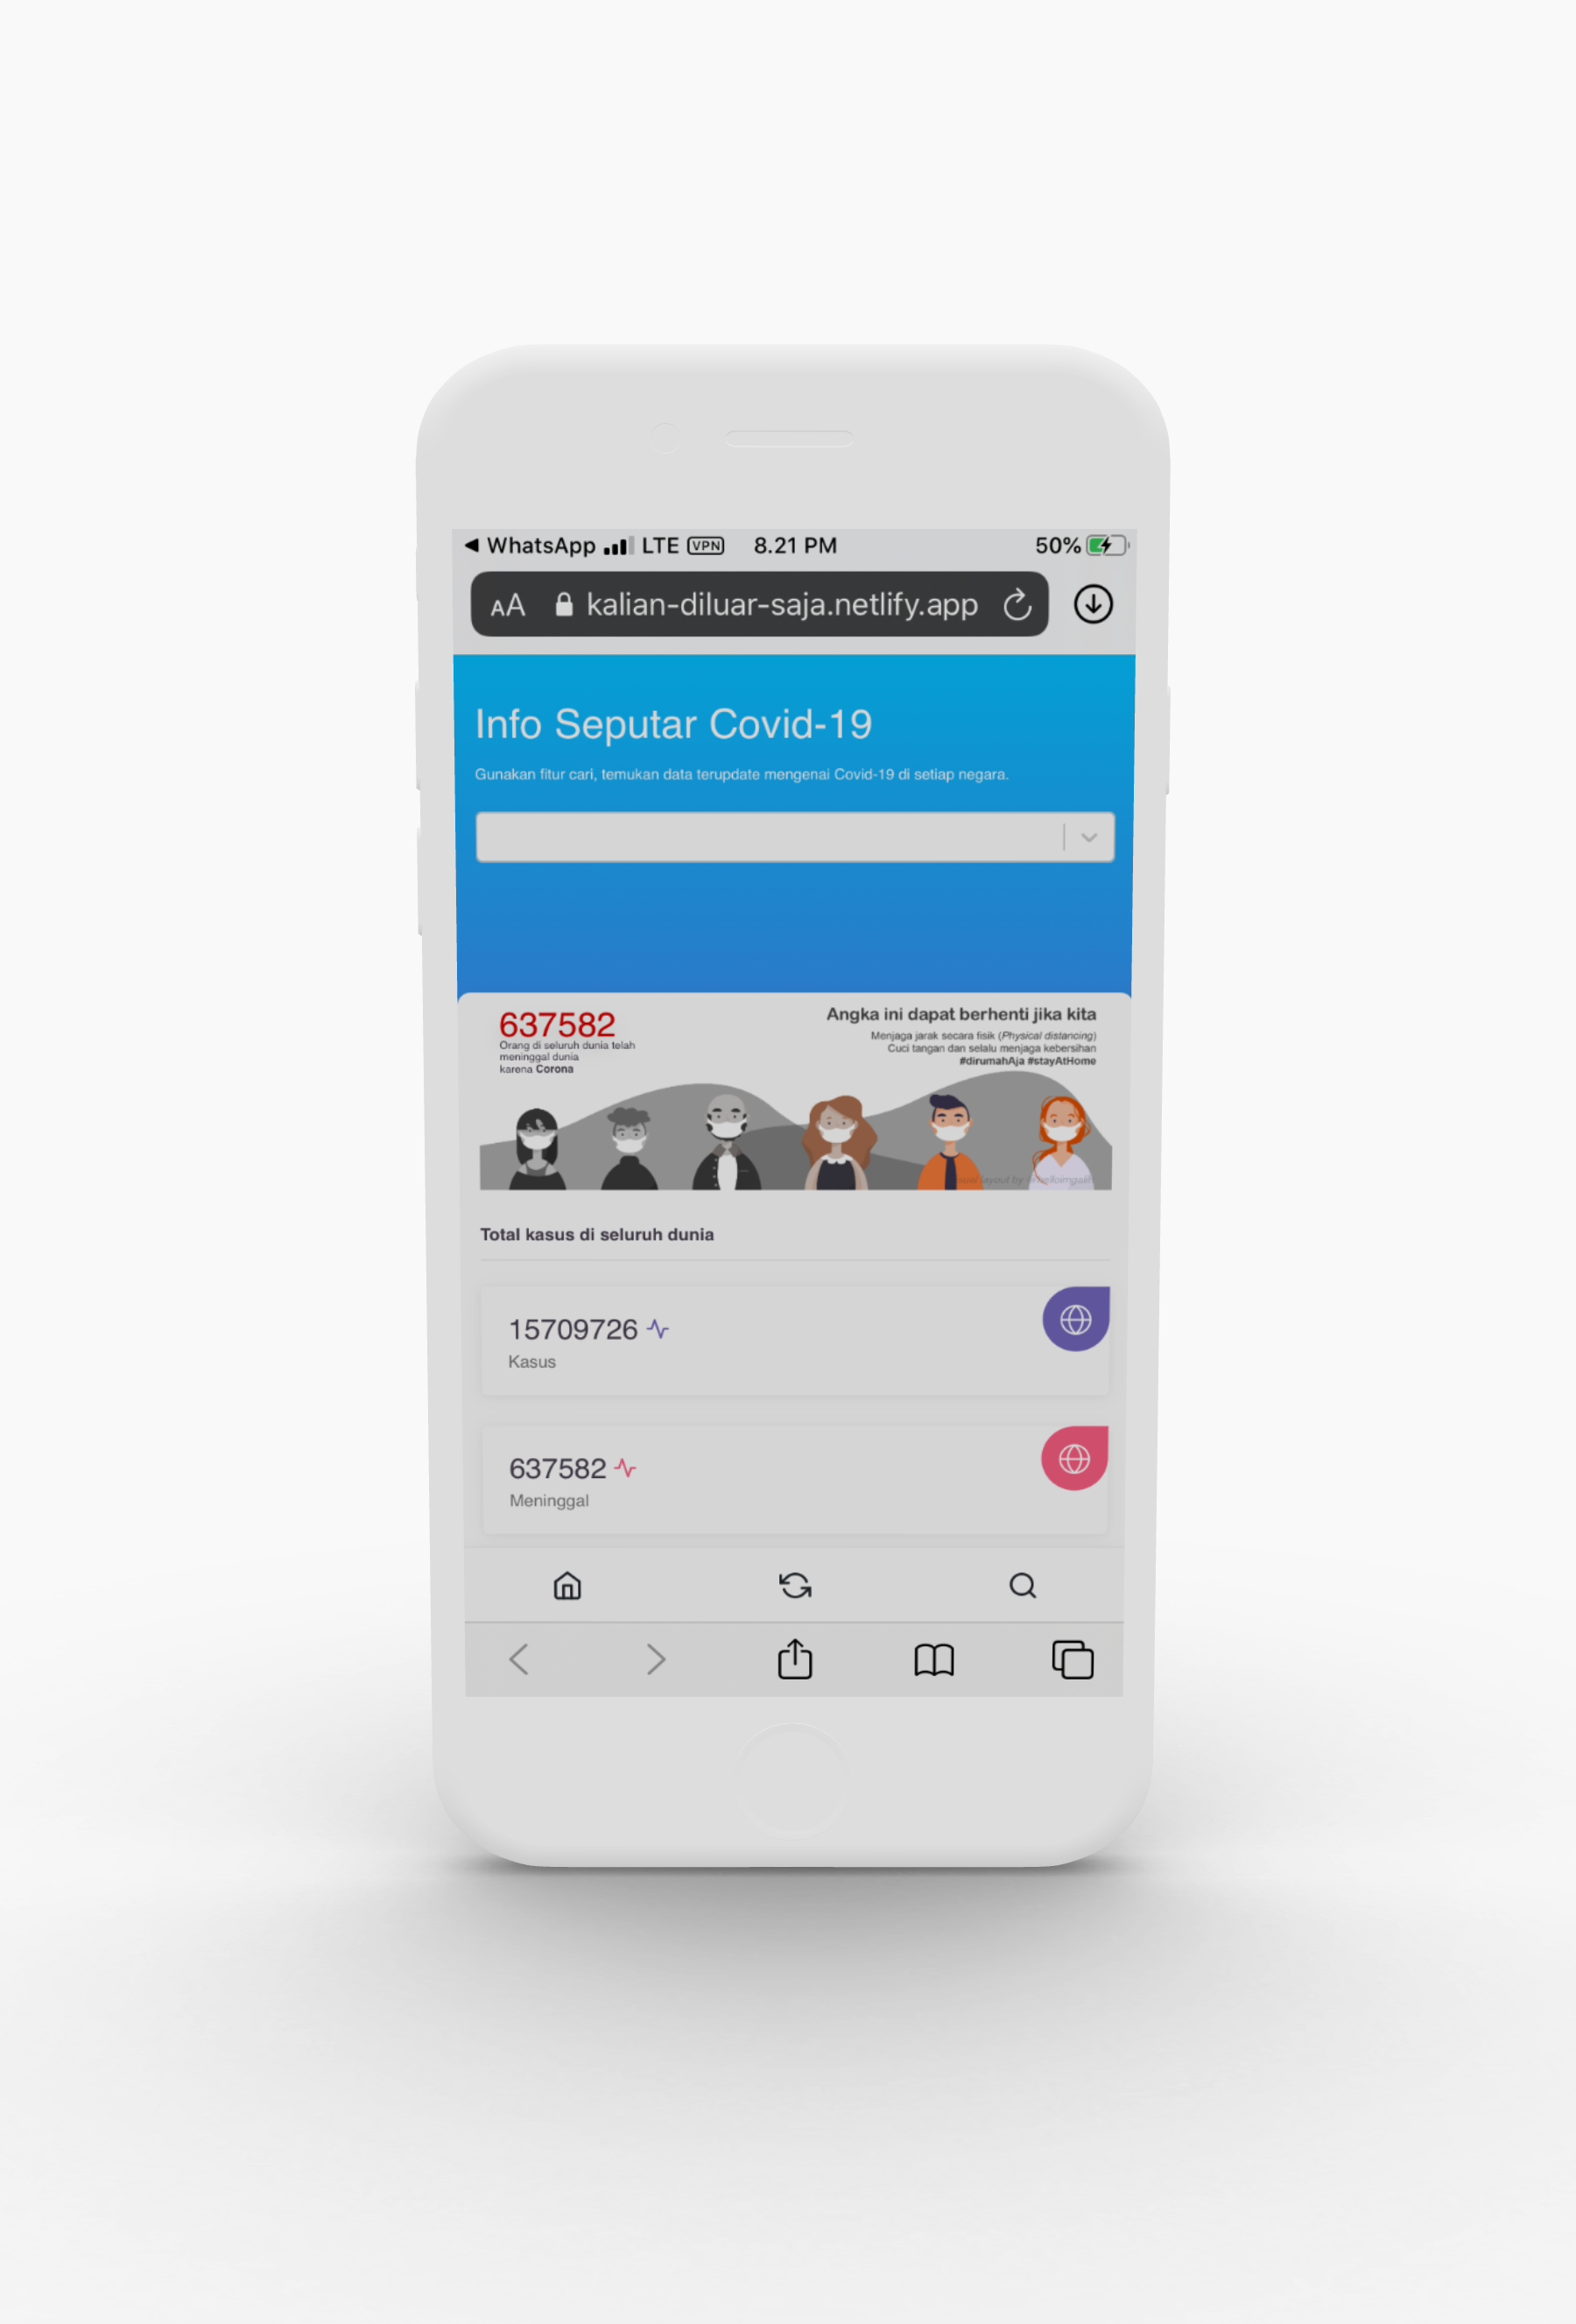 WhatsApp LTE VPN 8.21 PM 50%
AA kalian-diluar-saja.netlify.app
Info Seputar Covid-19
Gunakan fitur cari, temukan data terupdate mengenai Covid-19 di setiap negara.
637582
Orang di seluruh dunia telah
meninggal dunia
karena Corona
Angka ini dapat berhenti jika kita
Menjaga jarak secara fisik (Physical distancing)
Cuci tangan dan selalu menjaga kebersihan
#dirumahAja #stayAtHome
layout by
Total kasus di seluruh dunia
15709726
Kasus
637582
Meninggal